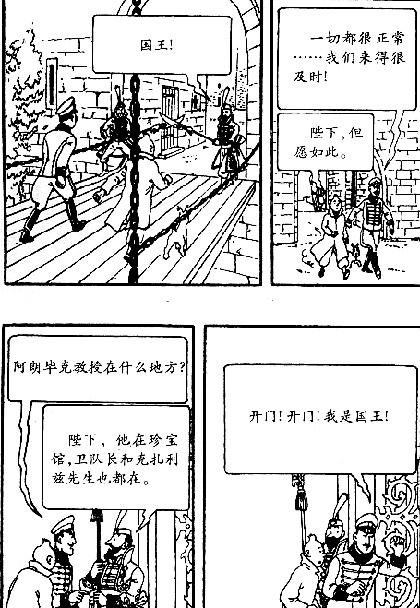 国王!
一切都很正常
……我们来得很
及时!
陛下,但
愿如此。
阿朗毕克教授在什么地方?
陛下,他在珍宝
馆,卫队长和克扎利
兹先生也都在。
开门!开门!我是国王!